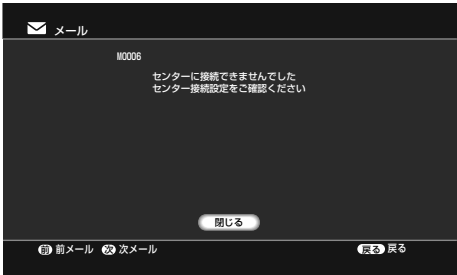 メール
M0006
センターに接続できませんでした
センター接続設定をご確認ください
閉じる
前 前メール 次 次メール 戻る 戻る